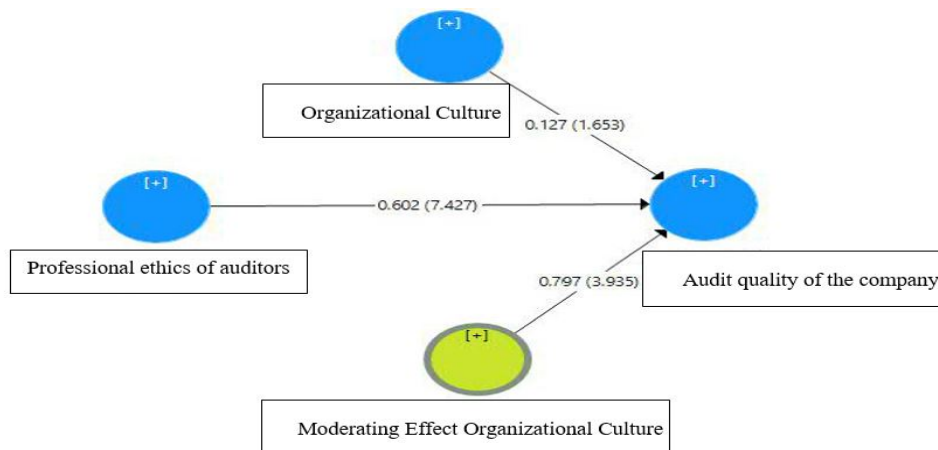 [+]
Organizational Culture
0.127 (1.653)
[+]
[+]
0.602 (7.427)
Professional ethics of auditors
Audit quality of the company
0.797 (3.935)
[+]
Moderating Effect Organizational Culture